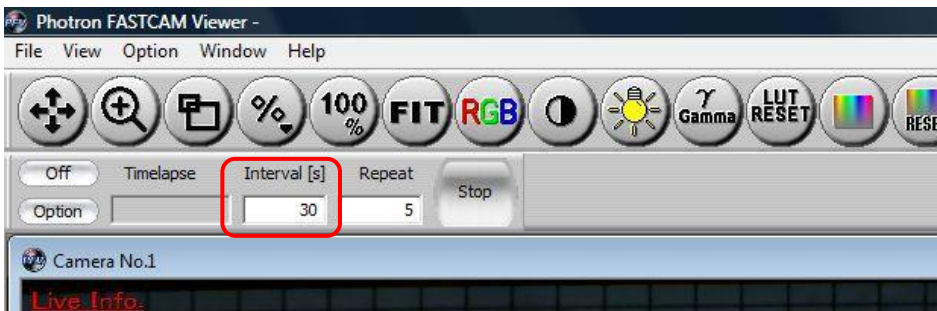 Photron FASTCAM Viewer -
File View Option Window Help
% 100% FIT RGB γ Gamma LUT RESET RESE
Off Timelapse Interval [s] Repeat Stop
Option 30 5
Camera No.1
Live Info.